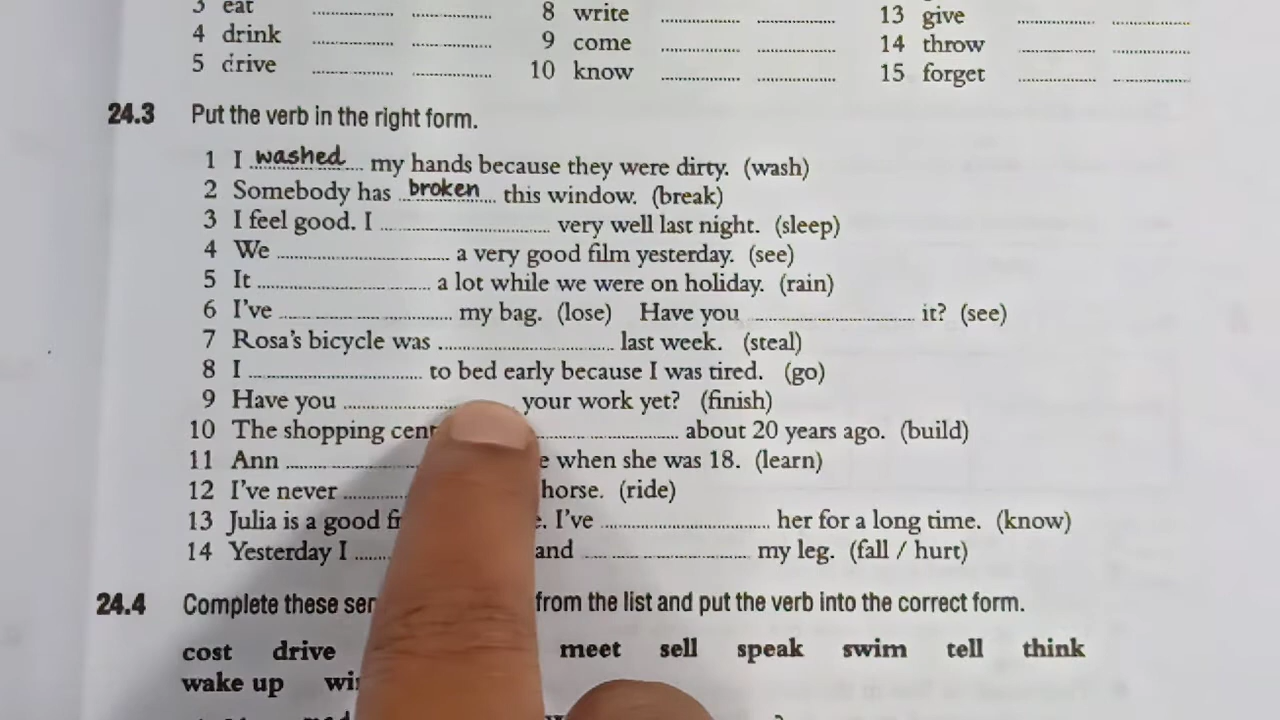 3 eat .......... .......... 8 write .......... .......... 13 give .......... ..........
4 drink .......... .......... 9 come .......... .......... 14 throw .......... ..........
5 drive .......... .......... 10 know .......... .......... 15 forget .......... ..........
24.3 Put the verb in the right form.
1 I washed my hands because they were dirty. (wash)
2 Somebody has broken this window. (break)
3 I feel good. I .......... very well last night. (sleep)
4 We .......... a very good film yesterday. (see)
5 It .......... a lot while we were on holiday. (rain)
6 I've .......... my bag. (lose) Have you .......... it? (see)
7 Rosa's bicycle was .......... last week. (steal)
8 I .......... to bed early because I was tired. (go)
9 Have you .......... your work yet? (finish)
10 The shopping .......... about 20 years ago. (build)
11 Ann .......... when she was 18. (learn)
12 I've never .......... horse. (ride)
13 Julia is a good I've .......... her for a long time. (know)
14 Yesterday I .......... and .......... my leg. (fall / hurt)
24.4 Complete these from the list and put the verb into the correct form.
cost drive meet sell speak swim tell think
wake up